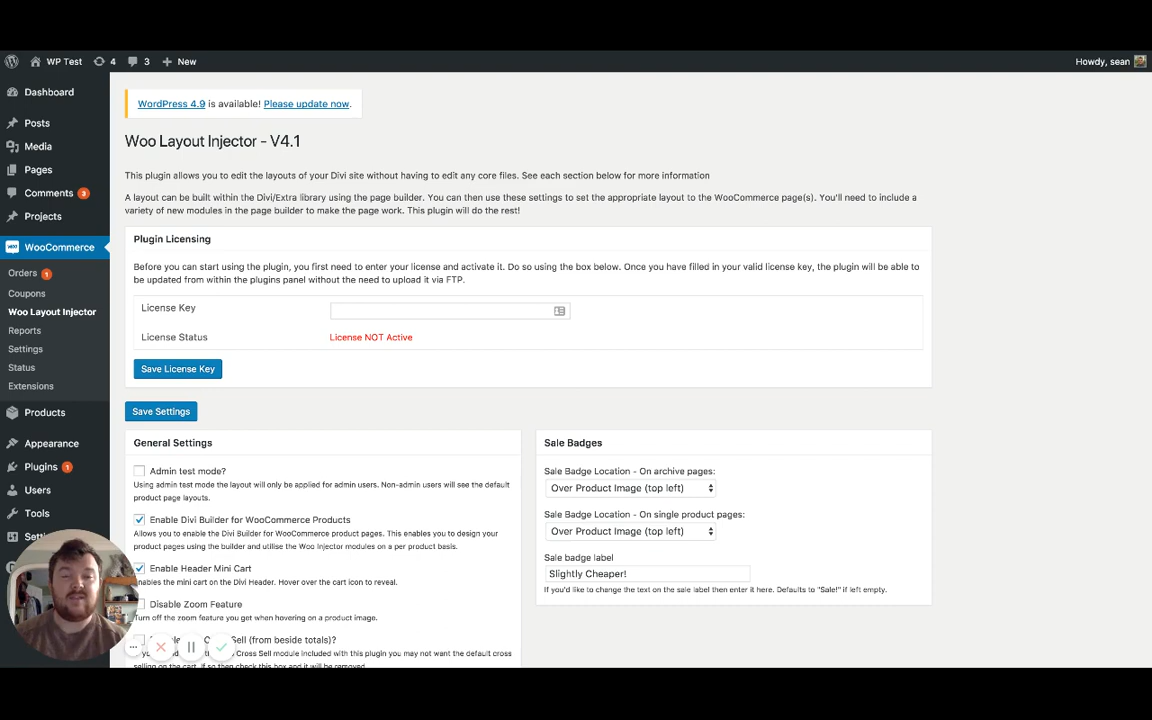 WP Test 4 3 New
Howdy, sean
Dashboard
Posts
Media
Pages
Comments
Projects
WooCommerce
Orders 1
Coupons
Woo Layout Injector
Reports
Settings
Status
Extensions
Products
Appearance
Plugins 1
Users
Tools
WordPress 4.9 is available! Please update now.
Woo Layout Injector - V4.1
This plugin allows you to edit the layouts of your Divi site without having to edit any core files. See each section below for more information
A layout can be built within the Divi/Extra library using the page builder. You can then use these settings to set the appropriate layout to the WooCommerce page(s). You'll need to include a
variety of new modules in the page builder to make the page work. This plugin will do the rest!
Plugin Licensing
Before you can start using the plugin, you first need to enter your license and activate it. Do so using the box below. Once you have filled in your valid license key, the plugin will be able to
be updated from within the plugins panel without the need to upload it via FTP.
License Key
License Status License NOT Active
Save License Key
Save Settings
General Settings
Admin test mode?
Using admin test mode the layout will only be applied for admin users. Non-admin users will see the default
product page layouts.
Enable Divi Builder for WooCommerce Products
Allows you to enable the Divi Builder for WooCommerce product pages. This enables you to design your
product pages using the builder and utilise the Woo Injector modules on a per product basis.
Enable Header Mini Cart
the mini cart on the Divi Header. Hover over the cart icon to reveal.
Disable Zoom Feature
Turn off the zoom feature you get when hovering on a product image.
Sell (from beside totals)?
Cross Sell module included with this plugin you may not want the default cross
selling on the cart. If so then check this box and it will be removed.
Sale Badges
Sale Badge Location - On archive pages:
Over Product Image (top left)
Sale Badge Location - On single product pages:
Over Product Image (top left)
Sale badge label
Slightly Cheaper!
If you'd like to change the text on the sale label then enter it here. Defaults to "Sale!" if left empty.